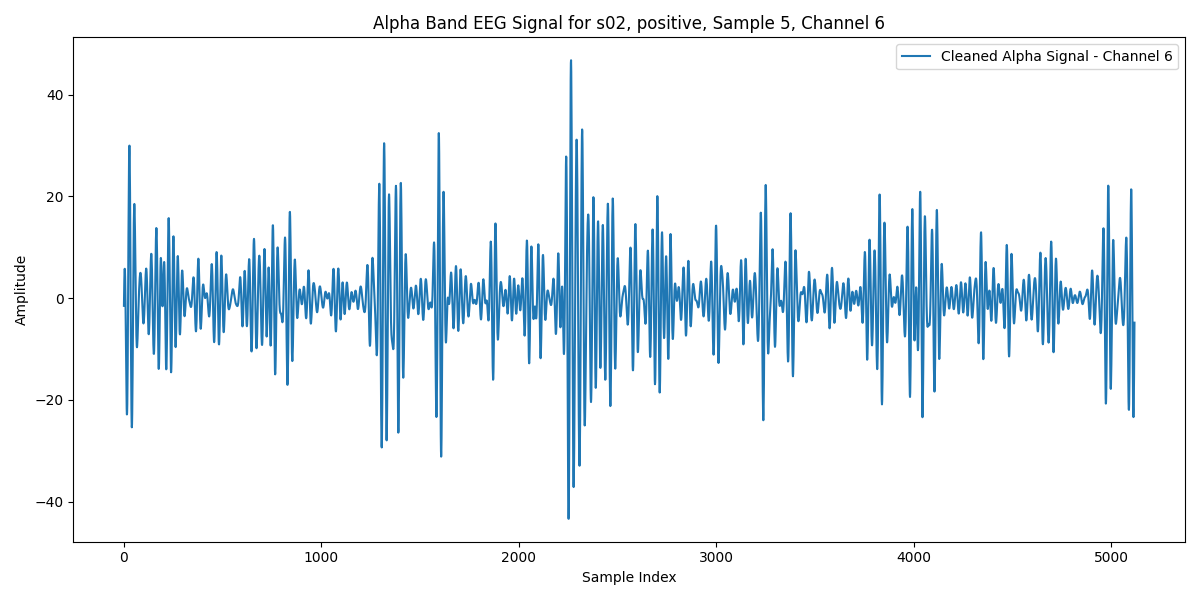 Alpha Band EEG Signal for s02, positive, Sample 5, Channel 6
Cleaned Alpha Signal - Channel 6
Amplitude
40
20
0
−20
−40
0 1000 2000 3000 4000 5000
Sample Index